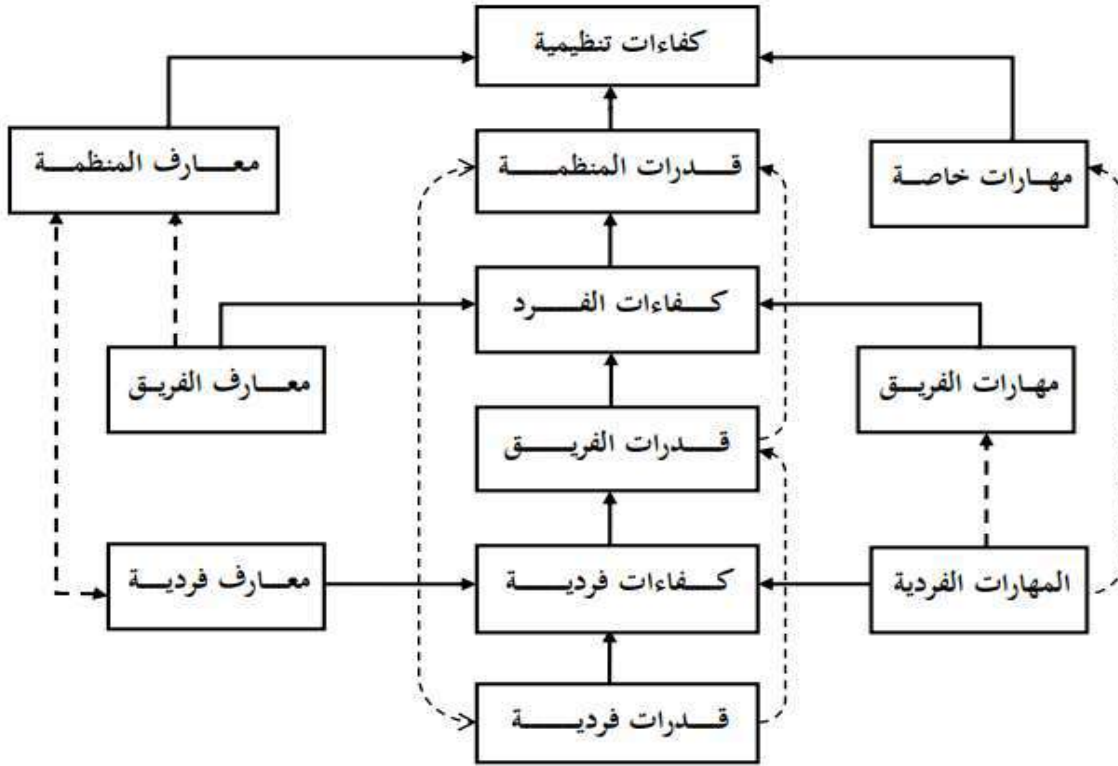 كفاءات تنظيمية
معارف المنظمة
قدرات المنظمة
مهارات خاصة
كفاءات الفرد
معارف الفريق
مهارات الفريق
قدرات الفريق
معارف فردية
كفاءات فردية
المهارات الفردية
قدرات فردية